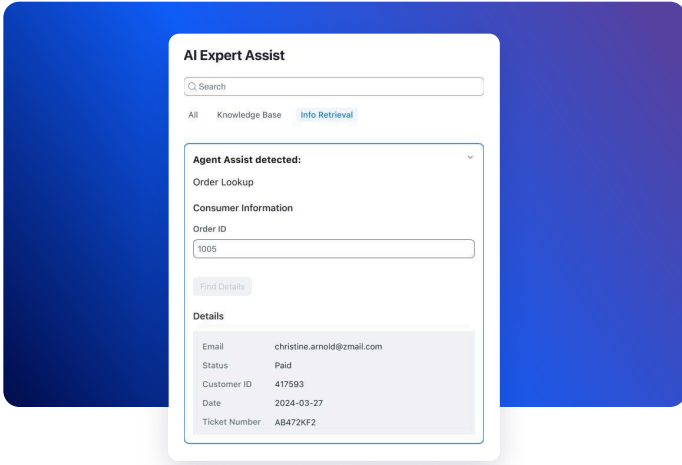 AI Expert Assist
Search
All Knowledge Base Info Retrieval
Agent Assist detected:
Order Lookup
Consumer Information
Order ID
1005
Find Details
Details
Email christine.arnold@zmail.com
Status Paid
Customer ID 417593
Date 2024-03-27
Ticket Number AB472KF2